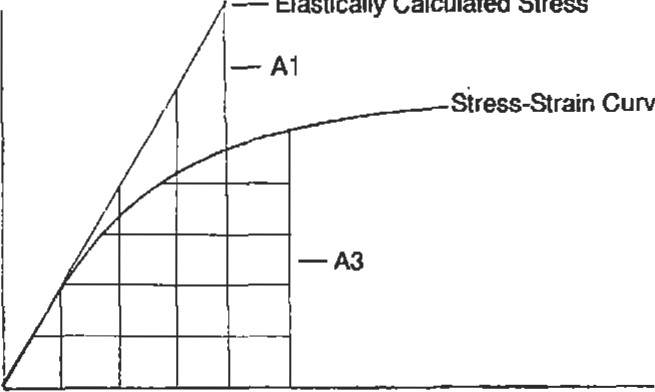 Elastically Calculated Stress
A1
Stress-Strain Curv
A3